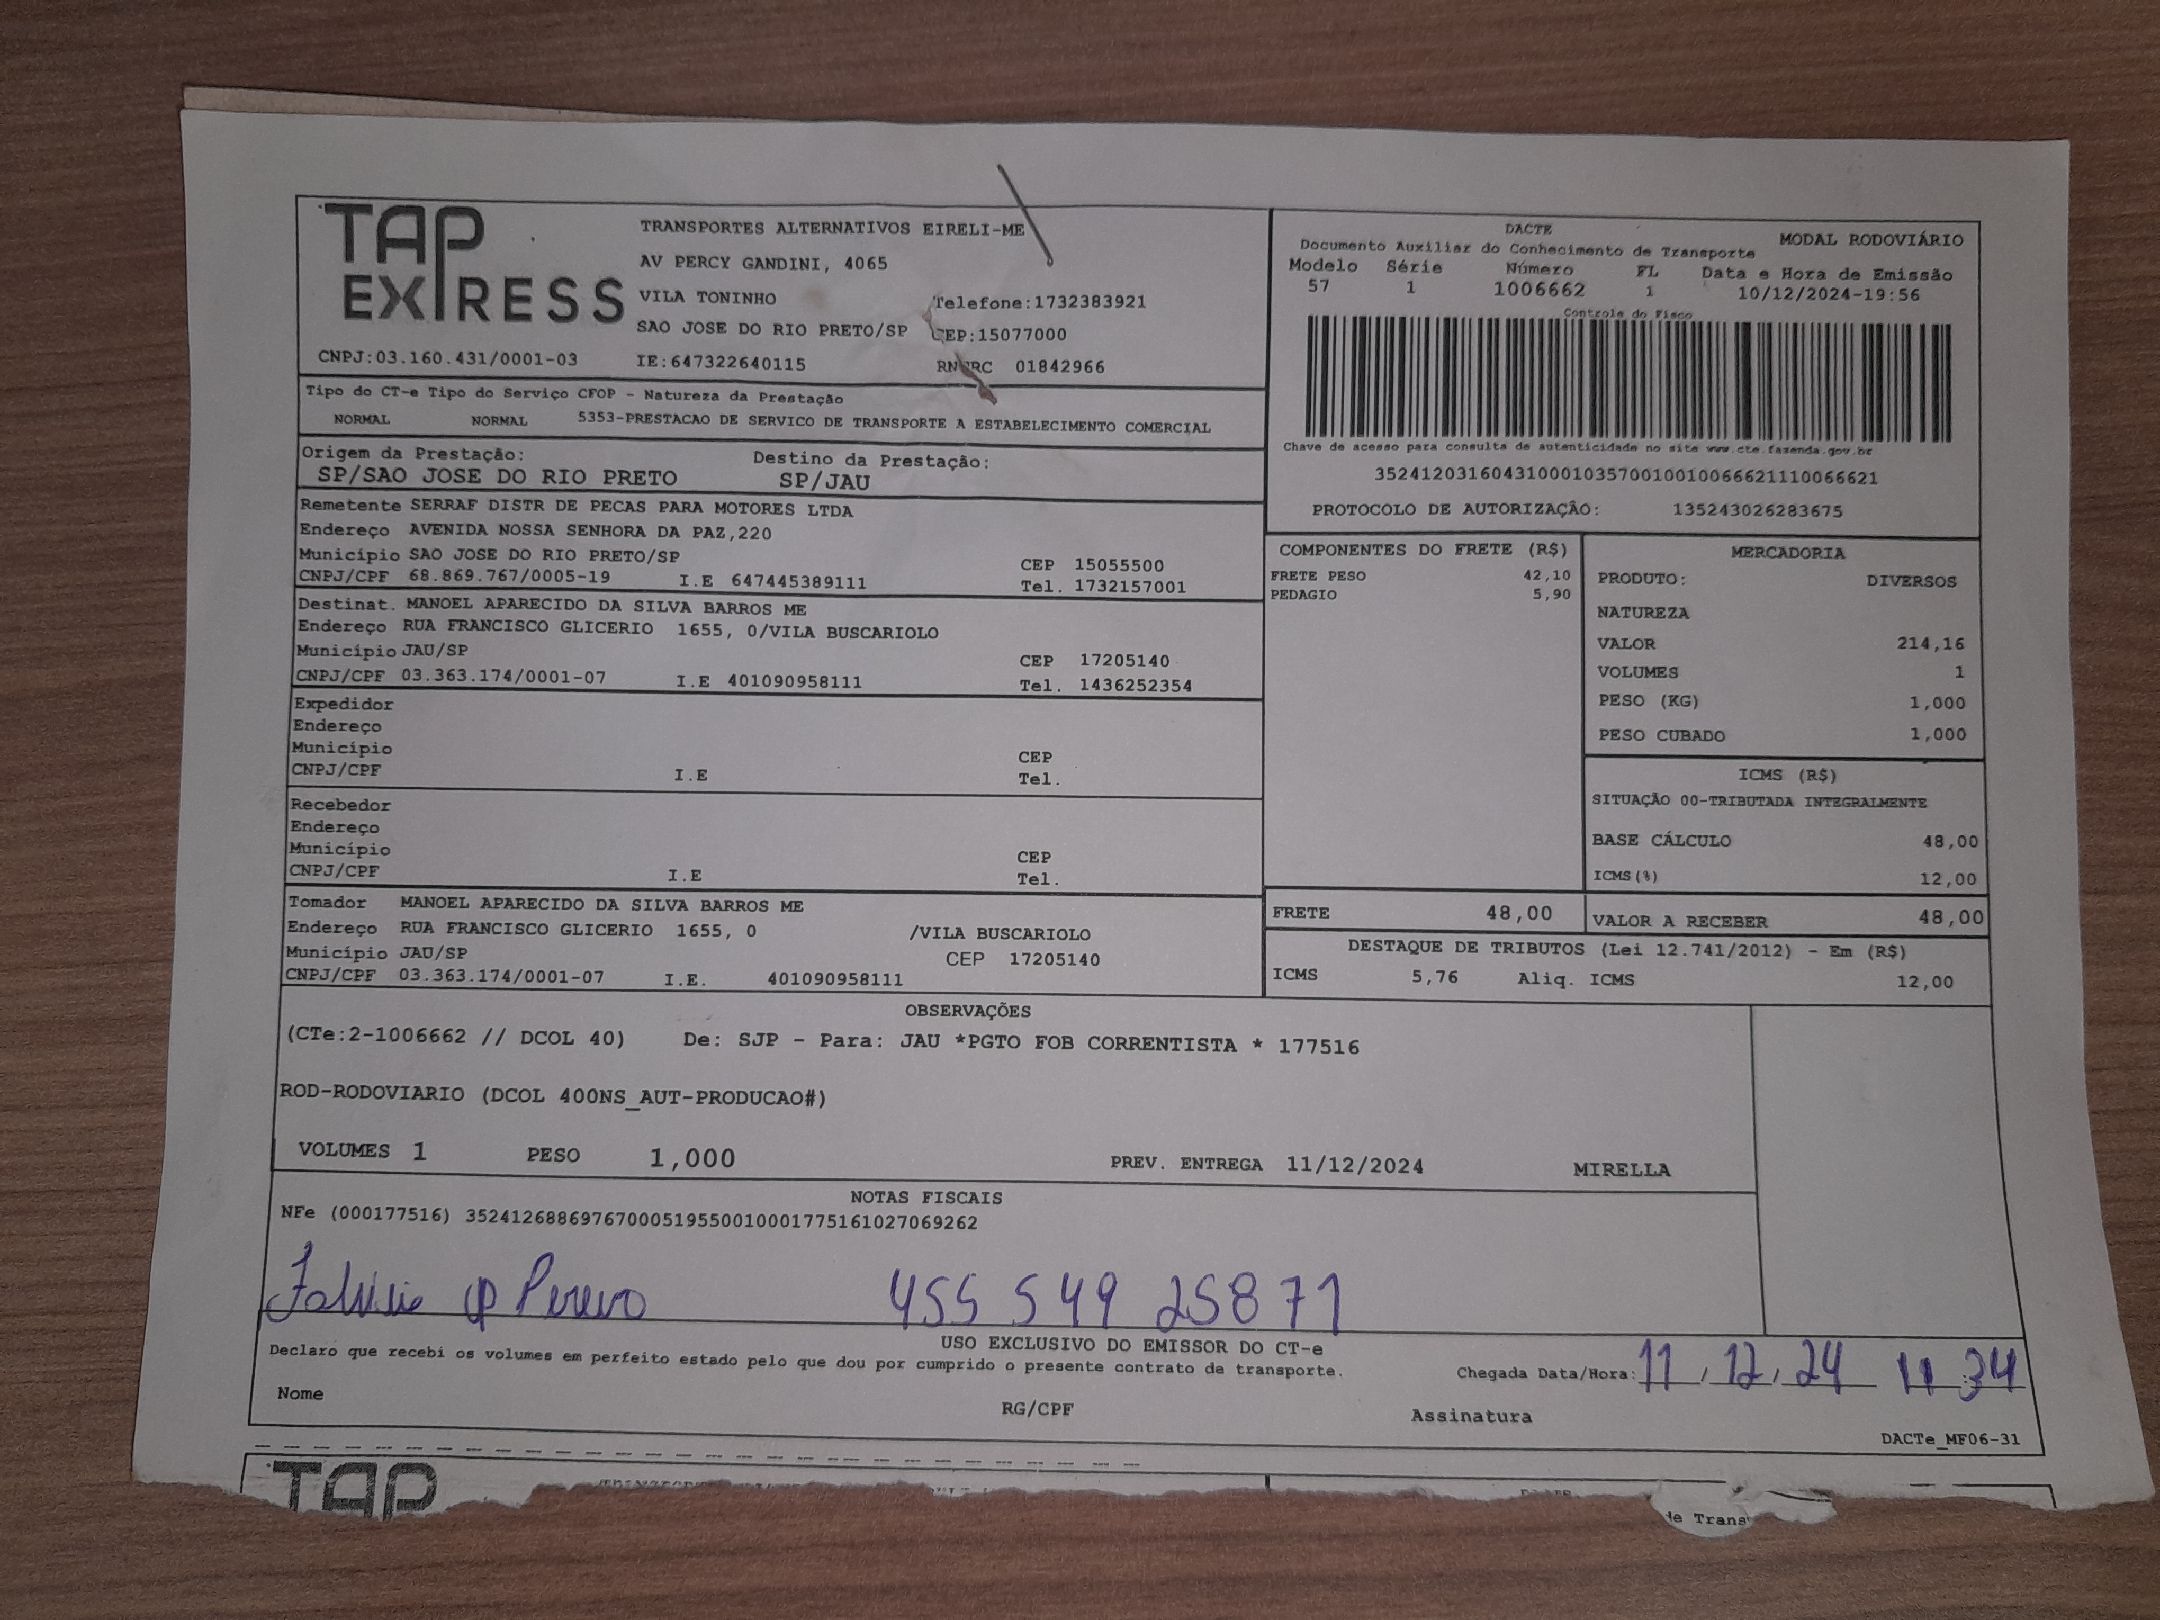 TAP EXPRESS
TRANSPORTES ALTERNATIVOS EIRELI-ME
AV PERCY GANDINI, 4065
VILA TONINHO Telefone:1732383921
SAO JOSE DO RIO PRETO/SP CEP:15077000
CNPJ:03.160.431/0001-03 IE:647322640115 01842966
DACTE
Documento Auxiliar do Conhecimento de Transporte MODAL RODOVIÁRIO
Modelo Série Número FL Data e Hora de Emissão
57 1 1006662 1 10/12/2024-19:56
Controle do Fisco
Chave de acesso para consulta de autenticidade no site www.cte.fazenda.gov.br
35241203160431000103570010010066621110066621
PROTOCOLO DE AUTORIZAÇÃO: 135243026283675
Tipo do CT-e Tipo do Serviço CFOP - Natureza da Prestação
NORMAL NORMAL 5353-PRESTACAO DE SERVICO DE TRANSPORTE A ESTABELECIMENTO COMERCIAL
Origem da Prestação: Destino da Prestação:
SP/SAO JOSE DO RIO PRETO SP/JAU
Remetente SERRAF DISTR DE PECAS PARA MOTORES LTDA
Endereço AVENIDA NOSSA SENHORA DA PAZ,220
Município SAO JOSE DO RIO PRETO/SP CEP 15055500
CNPJ/CPF 68.869.767/0005-19 I.E 647445389111 Tel. 1732157001
Destinat. MANOEL APARECIDO DA SILVA BARROS ME
Endereço RUA FRANCISCO GLICERIO 1655, 0/VILA BUSCARIOLO
Município JAU/SP CEP 17205140
CNPJ/CPF 03.363.174/0001-07 I.E 401090958111 Tel. 1436252354
Expedidor
Endereço
Município CEP
CNPJ/CPF I.E Tel.
Recebedor
Endereço
Município CEP
CNPJ/CPF I.E Tel.
Tomador MANOEL APARECIDO DA SILVA BARROS ME
Endereço RUA FRANCISCO GLICERIO 1655, 0 /VILA BUSCARIOLO
Município JAU/SP CEP 17205140
CNPJ/CPF 03.363.174/0001-07 I.E. 401090958111
COMPONENTES DO FRETE (R$)
FRETE PESO 42,10
PEDAGIO 5,90
MERCADORIA
PRODUTO: DIVERSOS
NATUREZA
VALOR 214,16
VOLUMES 1
PESO (KG) 1,000
PESO CUBADO 1,000
ICMS (R$)
SITUAÇÃO 00-TRIBUTADA INTEGRALMENTE
BASE CÁLCULO 48,00
ICMS(%) 12,00
FRETE 48,00 VALOR A RECEBER 48,00
DESTAQUE DE TRIBUTOS (Lei 12.741/2012) - Em (R$)
ICMS 5,76 Aliq. ICMS 12,00
OBSERVAÇÕES
(CTe:2-1006662 // DCOL 40) De: SJP - Para: JAU *PGTO FOB CORRENTISTA * 177516
ROD-RODOVIARIO (DCOL 400NS_AUT-PRODUCAO#)
VOLUMES 1 PESO 1,000 PREV. ENTREGA 11/12/2024 MIRELLA
NOTAS FISCAIS
NFe (000177516) 35241268869767000519550010001775161027069262
455 549 25871
USO EXCLUSIVO DO EMISSOR DO CT-e
Declaro que recebi os volumes em perfeito estado pelo que dou por cumprido o presente contrato de transporte. Chegada Data/Hora: 11/12/24 11:34
Nome RG/CPF Assinatura
DACTe_MF06-31
TAP
de Trans